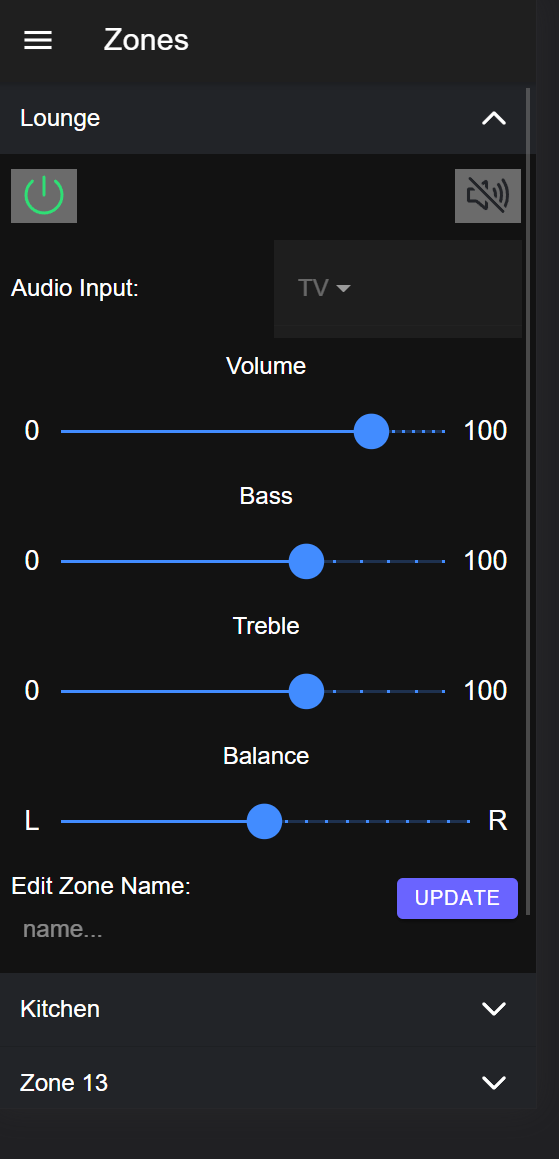 Zones
Lounge
Audio Input: TV
Volume
0 100
Bass
0 100
Treble
0 100
Balance
L R
Edit Zone Name:
UPDATE
name...
Kitchen
Zone 13